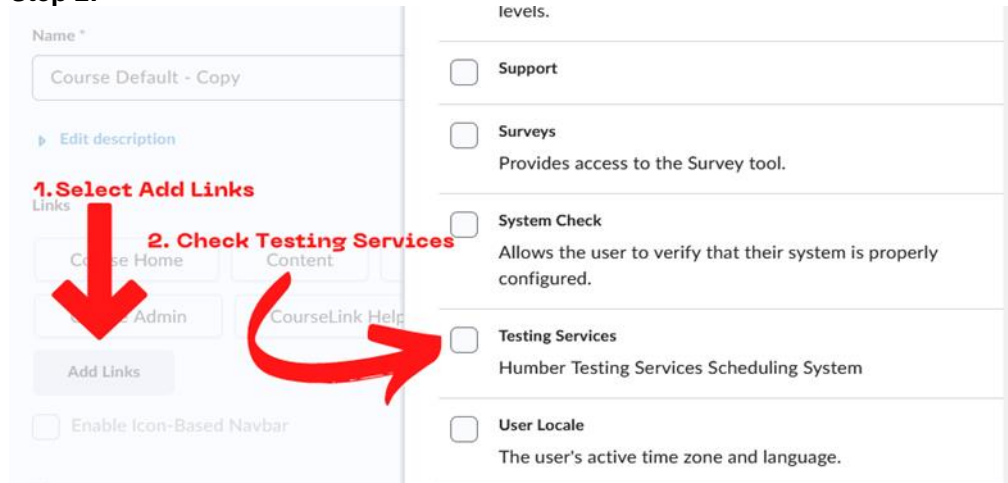 Name *
Course Default - Copy
Edit description
1.Select Add Links
Links
2. Check Testing Services
Content
Admin
CourseLink Help
Add Links
Enable Icon-Based Navbar
levels.
Support
Surveys
Provides access to the Survey tool.
System Check
Allows the user to verify that their system is properly
configured.
Testing Services
Humber Testing Services Scheduling System
User Locale
The user's active time zone and language.